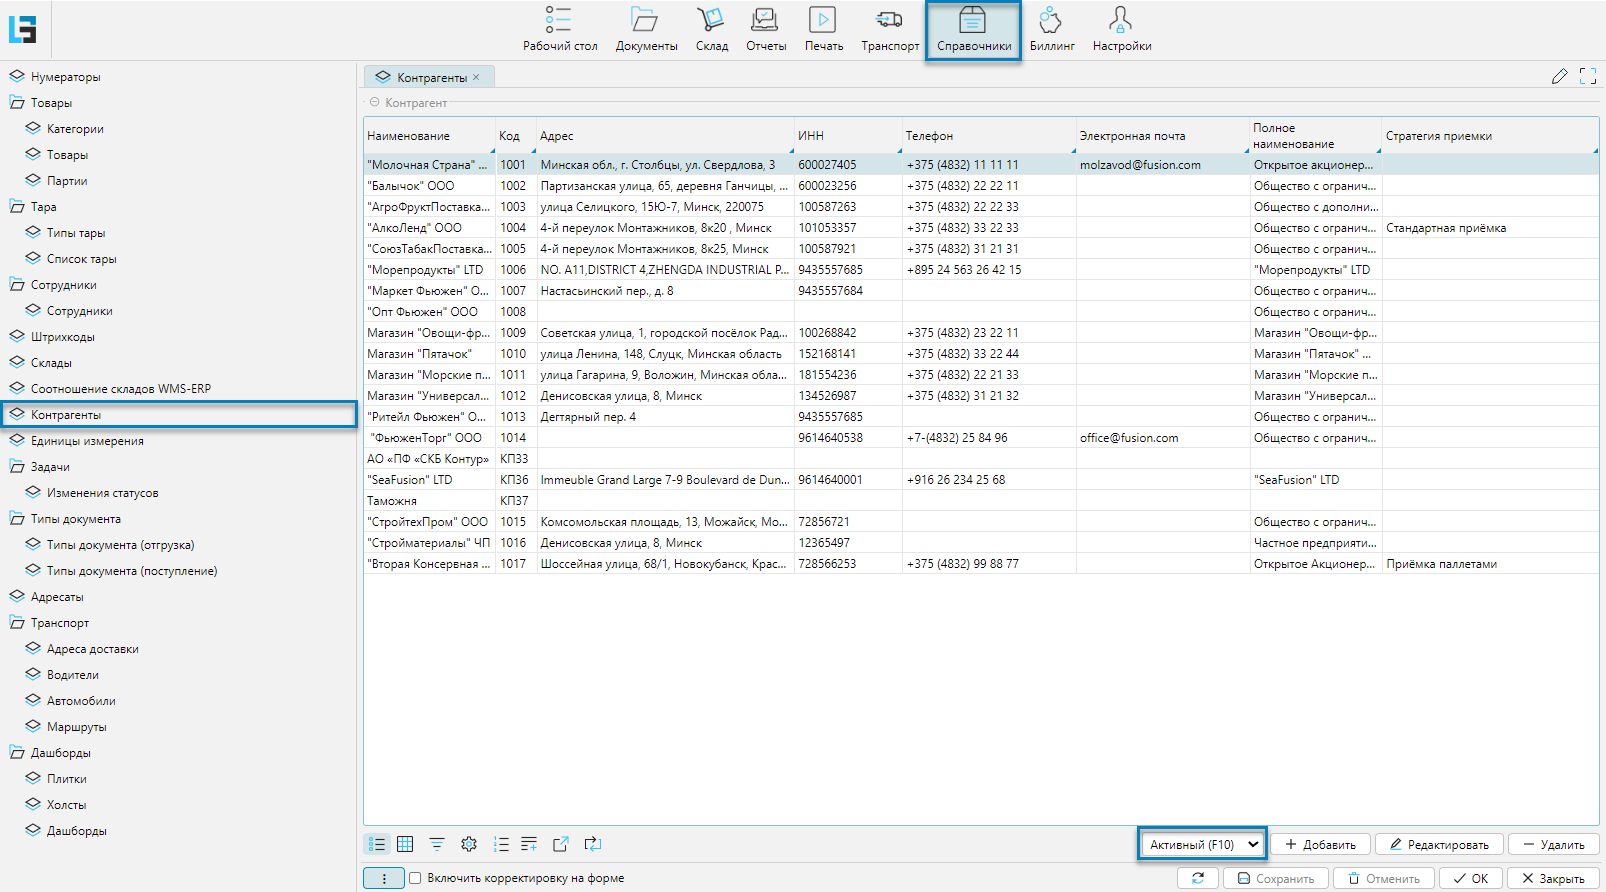 Рабочий стол Документы Склад Отчеты Печать Транспорт Справочники Биллинг Настройки
Нумераторы
Товары
Категории
Товары
Партии
Тара
Типы тары
Список тары
Сотрудники
Сотрудники
Штрихкоды
Склады
Соотношение складов WMS-ERP
Контрагенты
Единицы измерения
Задачи
Изменения статусов
Типы документа
Типы документа (отгрузка)
Типы документа (поступление)
Адресаты
Транспорт
Адреса доставки
Водители
Автомобили
Маршруты
Дашборды
Плитки
Холсты
Дашборды
Контрагенты ×
Контрагент
Наименование Код Адрес ИНН Телефон Электронная почта Полное наименование Стратегия приемки
"Молочная Страна" ... 1001 Минская обл., г. Столбцы, ул. Свердлова, 3 600027405 +375 (4832) 11 11 11 molzavod@fusion.com Открытое акционер...
"Балычок" ООО 1002 Партизанская улица, 65, деревня Ганчицы, ... 600023256 +375 (4832) 22 22 11 Общество с огранич...
"АгроФруктПоставка... 1003 улица Селицкого, 15Ю-7, Минск, 220075 100587263 +375 (4832) 22 22 33 Общество с дополни...
"АлкоЛенд" ООО 1004 4-й переулок Монтажников, 8к20 , Минск 101053357 +375 (4832) 33 22 33 Общество с огранич... Стандартная приёмка
"СоюзТабакПоставка... 1005 4-й переулок Монтажников, 8к25, Минск 100587921 +375 (4832) 31 21 31 Общество с огранич...
"Морепродукты" LTD 1006 NO. A11,DISTRICT 4,ZHENGDA INDUSTRIAL P... 9435557685 +895 24 563 26 42 15 "Морепродукты" LTD
"Маркет Фьюжен" О... 1007 Настасьинский пер., д. 8 9435557684 Общество с огранич...
"Опт Фьюжен" ООО 1008 Общество с огранич...
Магазин "Овощи-фр... 1009 Советская улица, 1, городской посёлок Рад... 100268842 +375 (4832) 23 22 11 Магазин "Овощи-фр...
Магазин "Пятачок" 1010 улица Ленина, 148, Слуцк, Минская область 152168141 +375 (4832) 33 22 44 Магазин "Пятачок" ...
Магазин "Морские п... 1011 улица Гагарина, 9, Воложин, Минская обла... 181554236 +375 (4832) 22 21 33 Магазин "Морские п...
Магазин "Универсал... 1012 Денисовская улица, 8, Минск 134526987 +375 (4832) 31 21 32 Магазин "Универсал...
"Ритейл Фьюжен" О... 1013 Дегтярный пер. 4 9435557685 Общество с огранич...
"ФьюженТорг" ООО 1014 9614640538 +7-(4832) 25 84 96 office@fusion.com Общество с огранич...
АО «ПФ «СКБ Контур» КП33
"SeaFusion" LTD КП36 Immeuble Grand Large 7-9 Boulevard de Dun... 9614640001 +916 26 234 25 68 "SeaFusion" LTD
Таможня КП37
"СтройтехПром" ООО 1015 Комсомольская площадь, 13, Можайск, Мо... 72856721 Общество с огранич...
"Стройматериалы" ЧП 1016 Денисовская улица, 8, Минск 12365497 Частное предприяти...
"Вторая Консервная ... 1017 Шоссейная улица, 68/1, Новокубанск, Крас... 728566253 +375 (4832) 99 88 77 Открытое Акционер... Приёмка паллетами
Активный (F10) Добавить Редактировать Удалить
Включить корректировку на форме Сохранить Отменить OK Закрыть